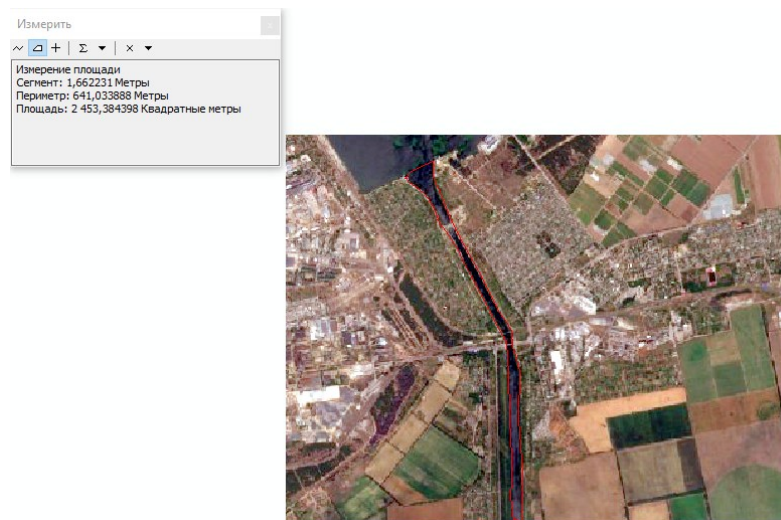 Измерить
Измерение площади
Сегмент: 1,662231 Метры
Периметр: 641,033888 Метры
Площадь: 2 453,384398 Квадратные метры